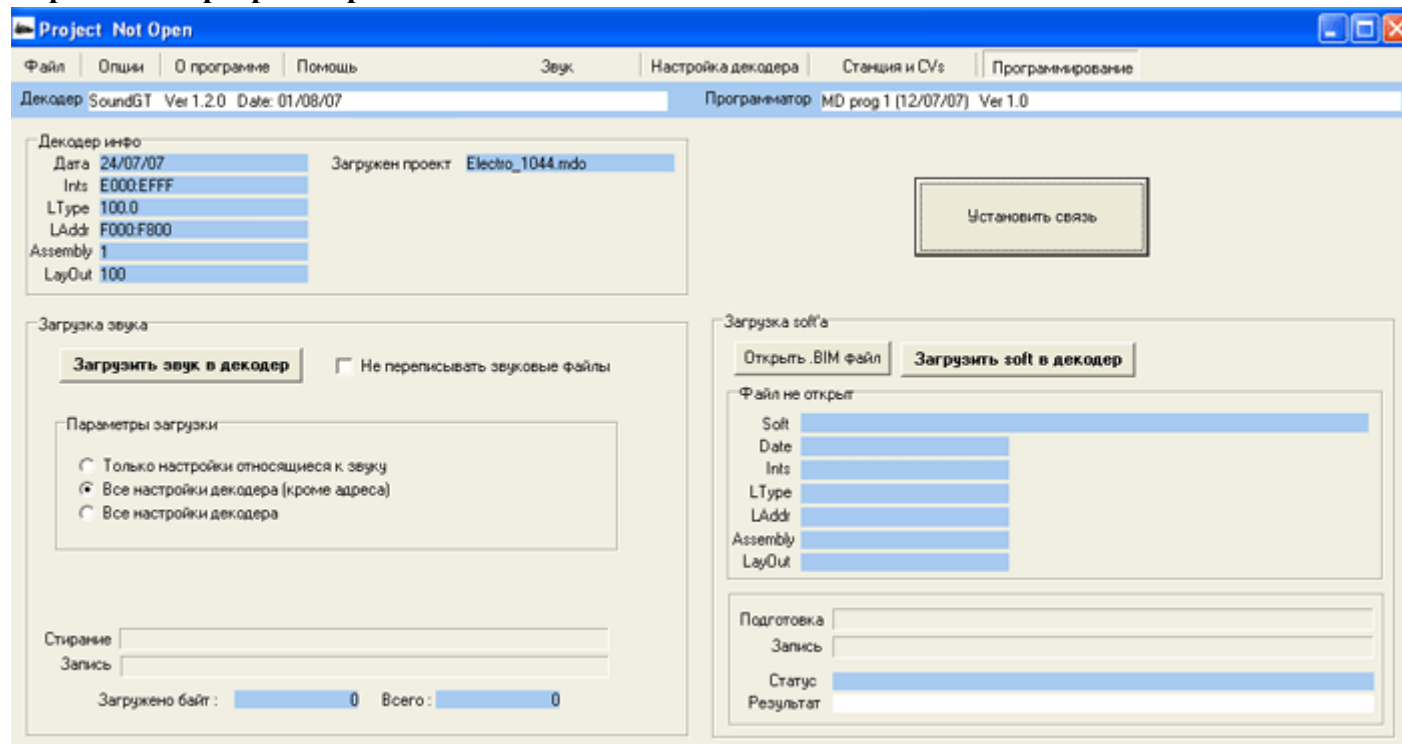 Project Not Open
Файл Опции О программе Помощь Звук Настройка декодера Станция и CVs Программирование
Декодер SoundGT Ver 1.2.0 Date: 01/08/07 Программатор MD prog 1 (12/07/07) Ver 1.0
Декодер инфо
Дата 24/07/07 Загружен проект Electro_1044.mdo
Ints E000:EFFF
LType 100.0
LAddr F000:F800
Assembly 1
LayOut 100
Установить связь
Загрузка звука
Загрузить звук в декодер Не переписывать звуковые файлы
Параметры загрузки
Только настройки относящиеся к звуку
Все настройки декодера (кроме адреса)
Все настройки декодера
Стирание
Запись
Загружено байт : 0 Всего : 0
Загрузка soft'а
Открыть .BIM файл Загрузить soft в декодер
Файл не открыт
Soft
Date
Ints
LType
LAddr
Assembly
LayOut
Подготовка
Запись
Статус
Результат